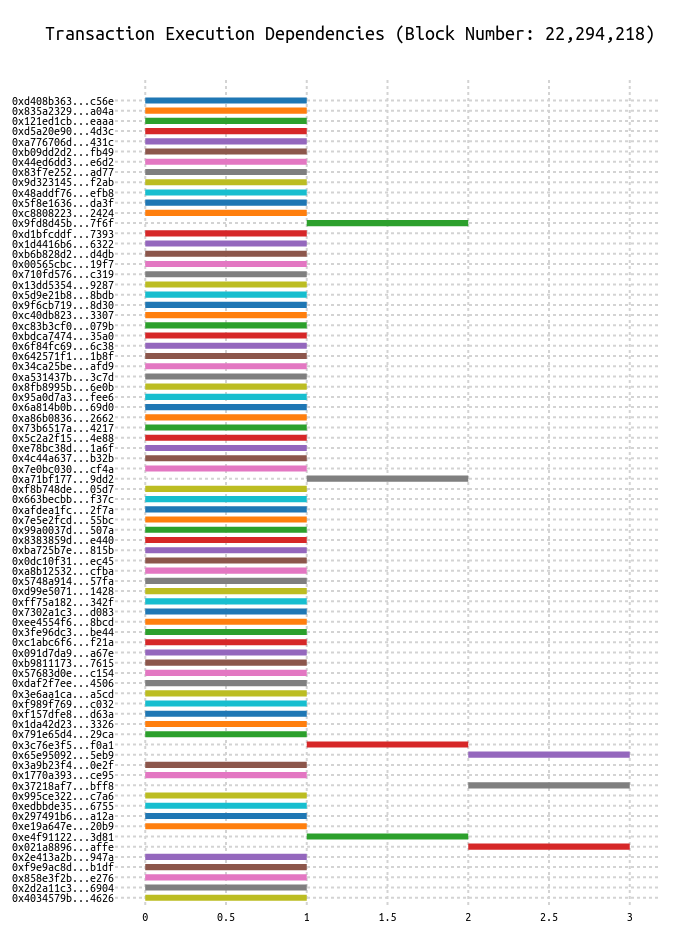 Transaction Execution Dependencies (Block Number: 22,294,218)
0xd408b363...c56e
0x835a2329...a04a
0x121ed1cb...eaaa
0xd5a20e90...4d3c
0xa776706d...431c
0xb09dd2d2...fb49
0x44ed6dd3...e6d2
0x83f7e252...ad77
0x9d323145...f2ab
0x48addf76...efb8
0x5f8e1636...da3f
0xc8808223...2424
0x9fd8d45b...7f6f
0xd1bfcddf...7393
0x1d4416b6...6322
0xb6b828d2...d4db
0x00565cbc...19f7
0x710fd576...c319
0x13dd5354...9287
0x5d9e21b8...8bdb
0x9f6cb719...8d30
0xc40db823...3307
0xc83b3cf0...079b
0xbdca7474...35a0
0x6f84fc69...6c38
0x642571f1...1b8f
0x34ca25be...afd9
0xa531437b...3c7d
0x8fb8995b...6e0b
0x95a0d7a3...fee6
0x6a814b0b...69d0
0xa86b0836...2662
0x73b6517a...4217
0x5c2a2f15...4e88
0xe78bc38d...1a6f
0x4c44a637...b32b
0x7e0bc030...cf4a
0xa71bf177...9dd2
0xf8b748de...05d7
0x663becbb...f37c
0xafdea1fc...2f7a
0x7e5e2fcd...55bc
0x99a0037d...507a
0x8383859d...e440
0xba725b7e...815b
0x0dc10f31...ec45
0xa8b12532...cfba
0x5748a914...57fa
0xd99e5071...1428
0xff75a182...342f
0x7302a1c3...d083
0xee4554f6...8bcd
0x3fe96dc3...be44
0xc1abc6f6...f21a
0x091d7da9...a67e
0xb9811173...7615
0x57683d0e...c154
0xdaf2f7ee...4506
0x3e6aa1ca...a5cd
0xf989f769...c032
0xf157dfe8...d63a
0x1da42d23...3326
0x791e65d4...29ca
0x3c76e3f5...f0a1
0x65e95092...5eb9
0x3a9b23f4...0e2f
0x1770a393...ce95
0x37218af7...bff8
0x995ce322...c7a6
0xedbbde35...6755
0x297491b6...a12a
0xe19a647e...20b9
0xe4f91122...3d81
0x021a8896...affe
0x2e413a2b...947a
0xf9e9ac8d...b1df
0x858e3f2b...e276
0x2d2a11c3...6904
0x4034579b...4626
0 0.5 1 1.5 2 2.5 3